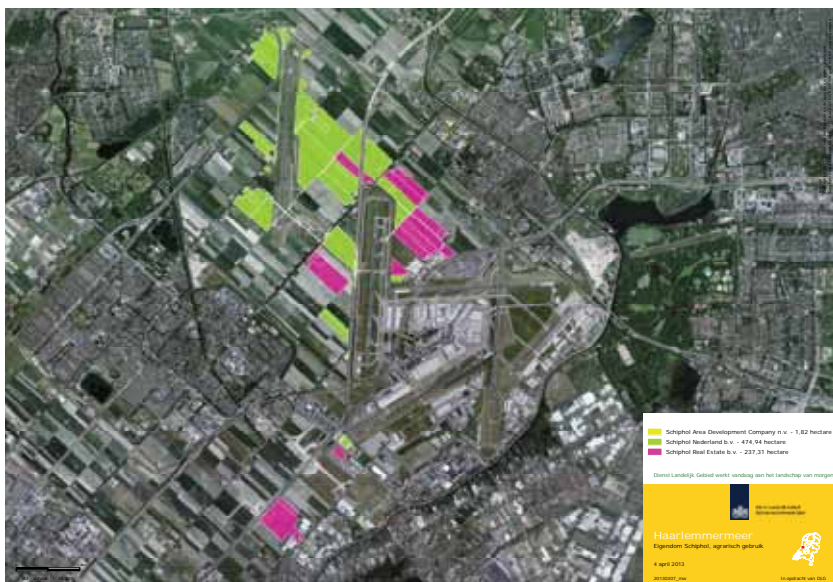 Schiphol Area Development Company n.v. - 1,82 hectare
Schiphol Nederland b.v. - 474,94 hectare
Schiphol Real Estate b.v. - 237,31 hectare
Dienst Landelijk Gebied werkt vandaag aan het landschap van morgen
Haarlemmermeer
Eigendom Schiphol, agrarisch gebruik
4 april 2013
In opdracht van DLG